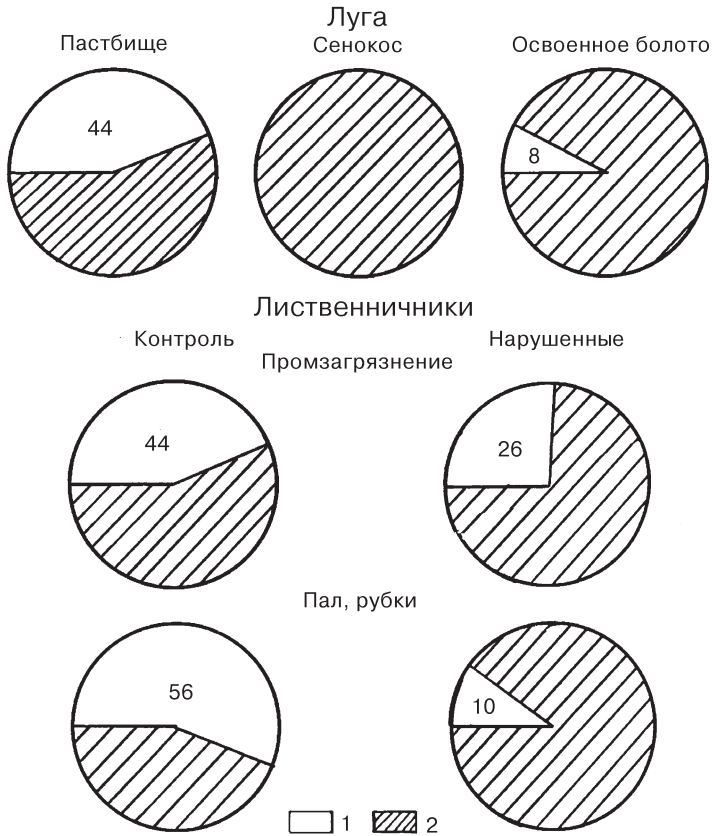 Луга
Пастбище Сенокос Освоенное болото
44 8
Лиственничники
Контроль Нарушенные
Промзагрязнение
44 26
Пал, рубки
56 10
1 2